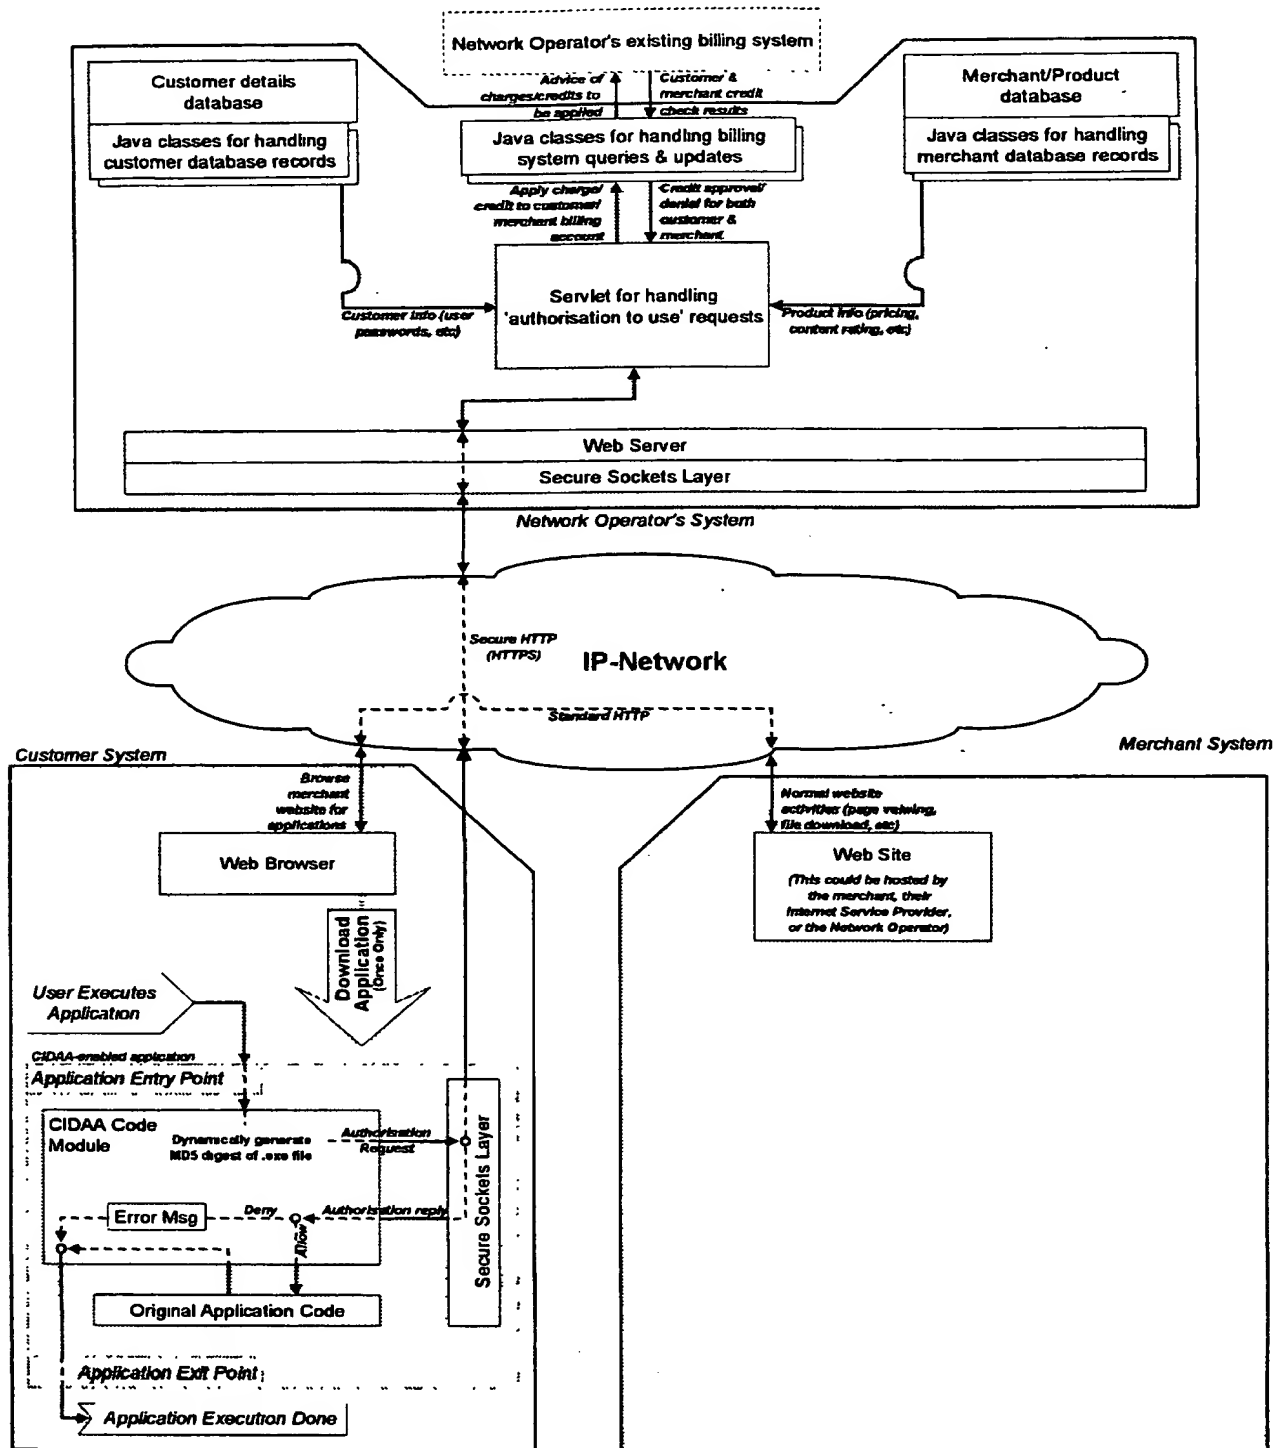 Network Operator's existing billing system
Customer details
database
Java classes for handling
customer database records
Advice of
charges/credits to
be applied
Customer &
merchant credit
check results
Merchant/Product
database
Java classes for handling
merchant database records
Java classes for handling billing
system queries & updates
Apply charge/
credit to customer/
merchant billing
account
Credit approval/
denial for both
customer &
merchant
Servlet for handling
'authorisation to use' requests
Customer info (user
passwords, etc)
Product info (pricing,
content rating, etc)
Web Server
Secure Sockets Layer
Network Operator's System
Secure HTTP
(HTTPS)
IP-Network
Standard HTTP
Customer System
Merchant System
Browse
merchant
website for
applications
Normal website
activities (page veiwing,
file download, etc)
Web Browser
Web Site
(This could be hosted by
the merchant, their
Internet Service Provider,
or the Network Operator)
Download
Application
(Once Only)
User Executes
Application
CIDAA-enabled application
Application Entry Point
CIDAA Code
Module
Dynamically generate
MD5 digest of .exe file
Authorisation
Request
Secure Sockets Layer
Error Msg
Deny
Authorisation reply
Allow
Original Application Code
Application Exit Point
Application Execution Done